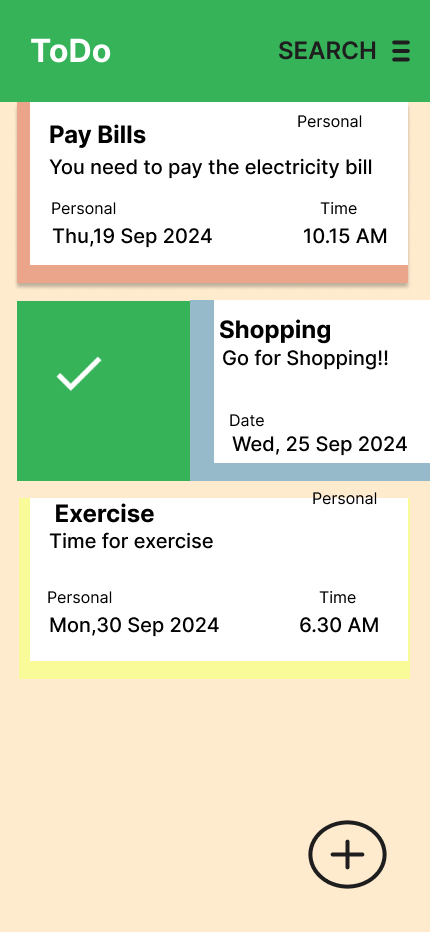 ToDo
SEARCH
Personal
Pay Bills
You need to pay the electricity bill
Personal
Time
Thu,19 Sep 2024
10.15 AM
Shopping
Go for Shopping!!
Date
Wed, 25 Sep 2024
Personal
Exercise
Time for exercise
Personal
Time
Mon,30 Sep 2024
6.30 AM